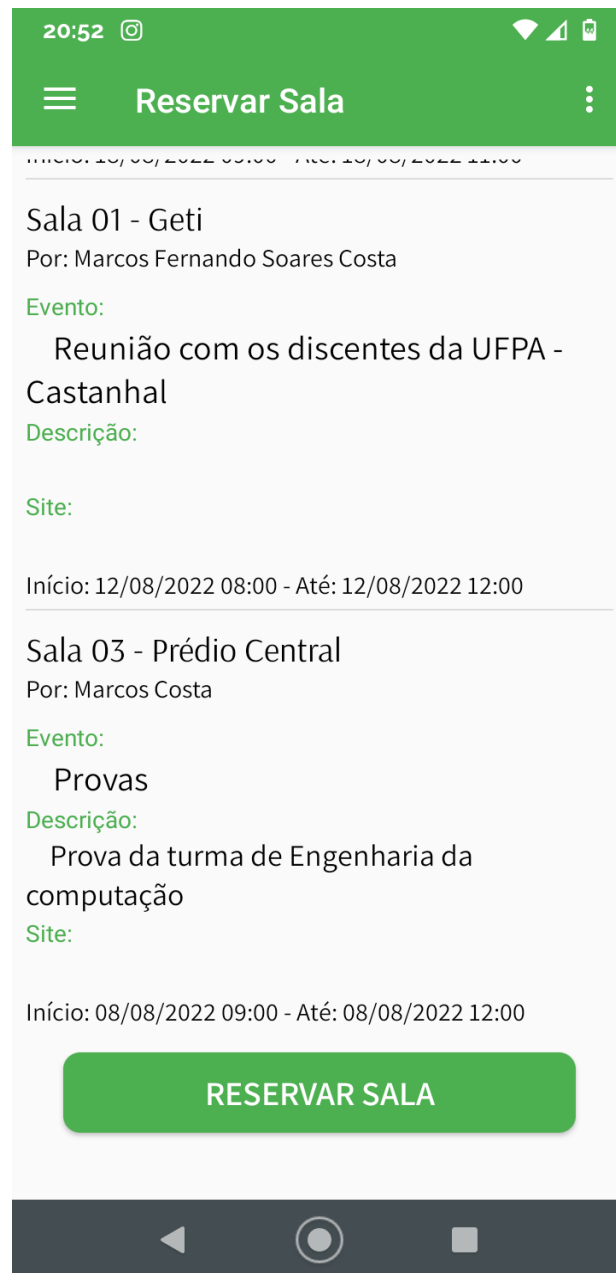 20:52
Reservar Sala
Sala 01 - Geti
Por: Marcos Fernando Soares Costa
Evento:
Reunião com os discentes da UFPA -
Castanhal
Descrição:
Site:
Início: 12/08/2022 08:00 - Até: 12/08/2022 12:00
Sala 03 - Prédio Central
Por: Marcos Costa
Evento:
Provas
Descrição:
Prova da turma de Engenharia da
computação
Site:
Início: 08/08/2022 09:00 - Até: 08/08/2022 12:00
RESERVAR SALA